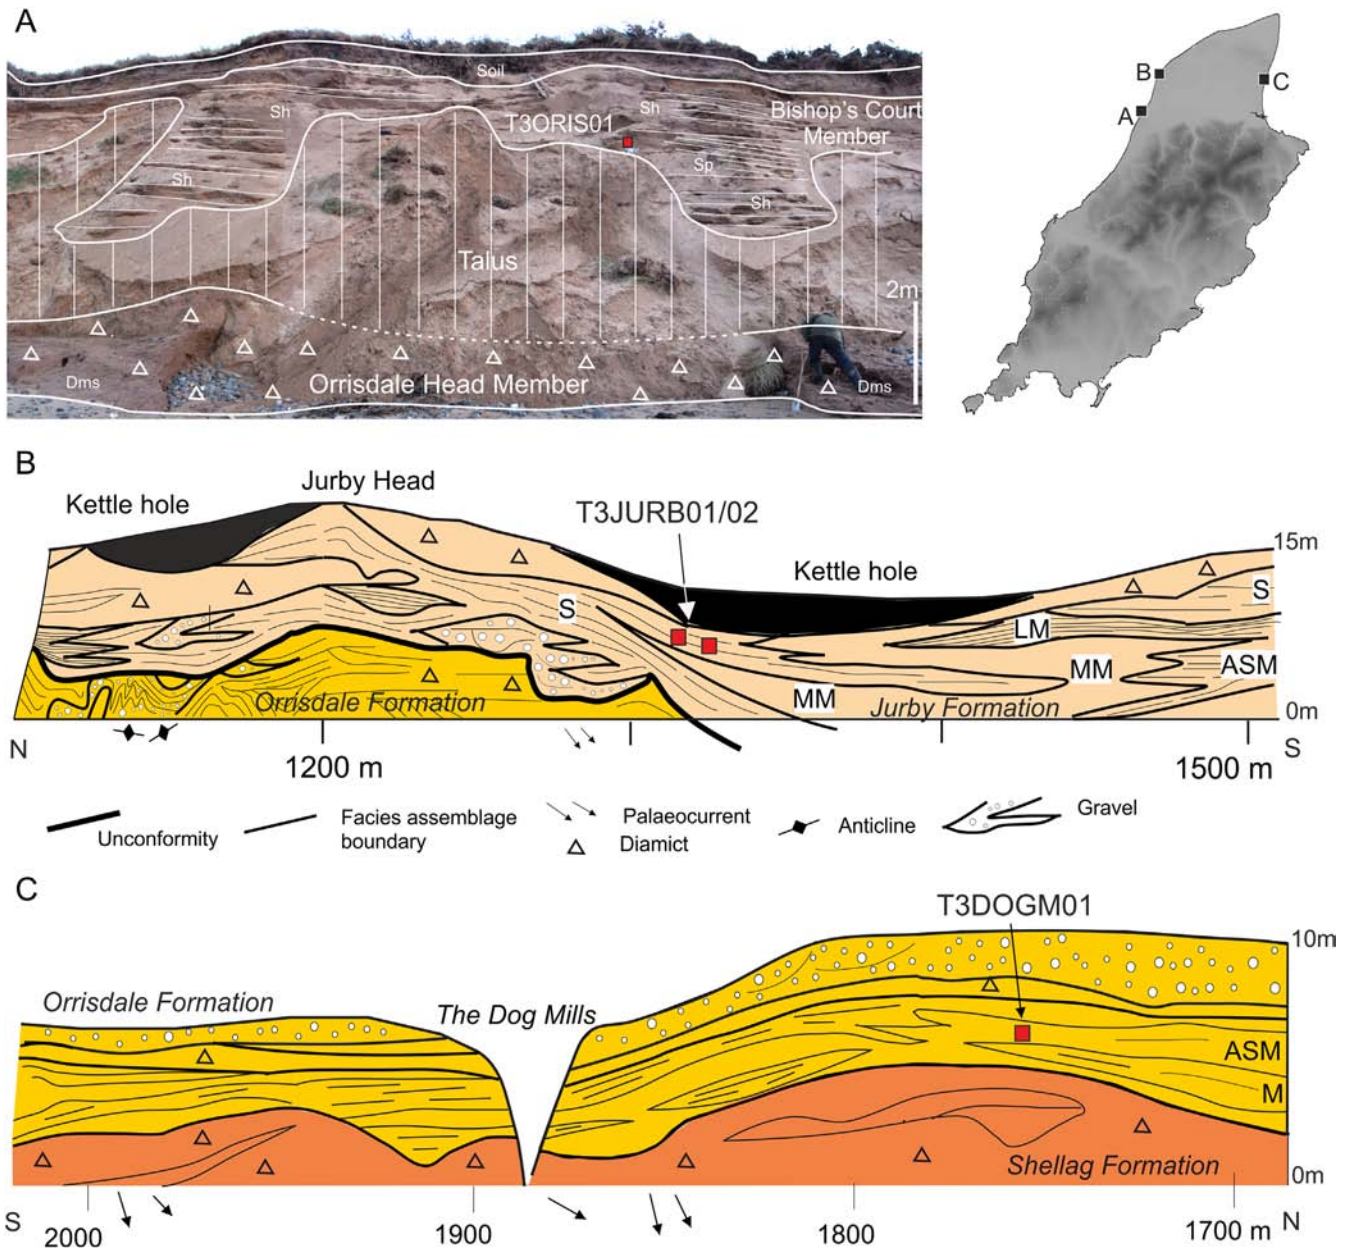 A
Soil
Sh
Sh
Bishop's Court
Member
T3ORIS01
Sp
Sh
Sh
Talus
2m
Dms
Orrisdale Head Member
Dms
B
C
A
B
Jurby Head
Kettle hole
T3JURB01/02
15m
Kettle hole
S
S
LM
MM
ASM
MM
Orrisdale Formation
Jurby Formation
0m
N
S
1200 m
1500 m
Unconformity
Facies assemblage
boundary
Palaeocurrent
Diamict
Anticline
Gravel
C
T3DOGM01
10m
Orrisdale Formation
The Dog Mills
ASM
M
Shellag Formation
0m
S
2000
1900
1800
1700 m
N